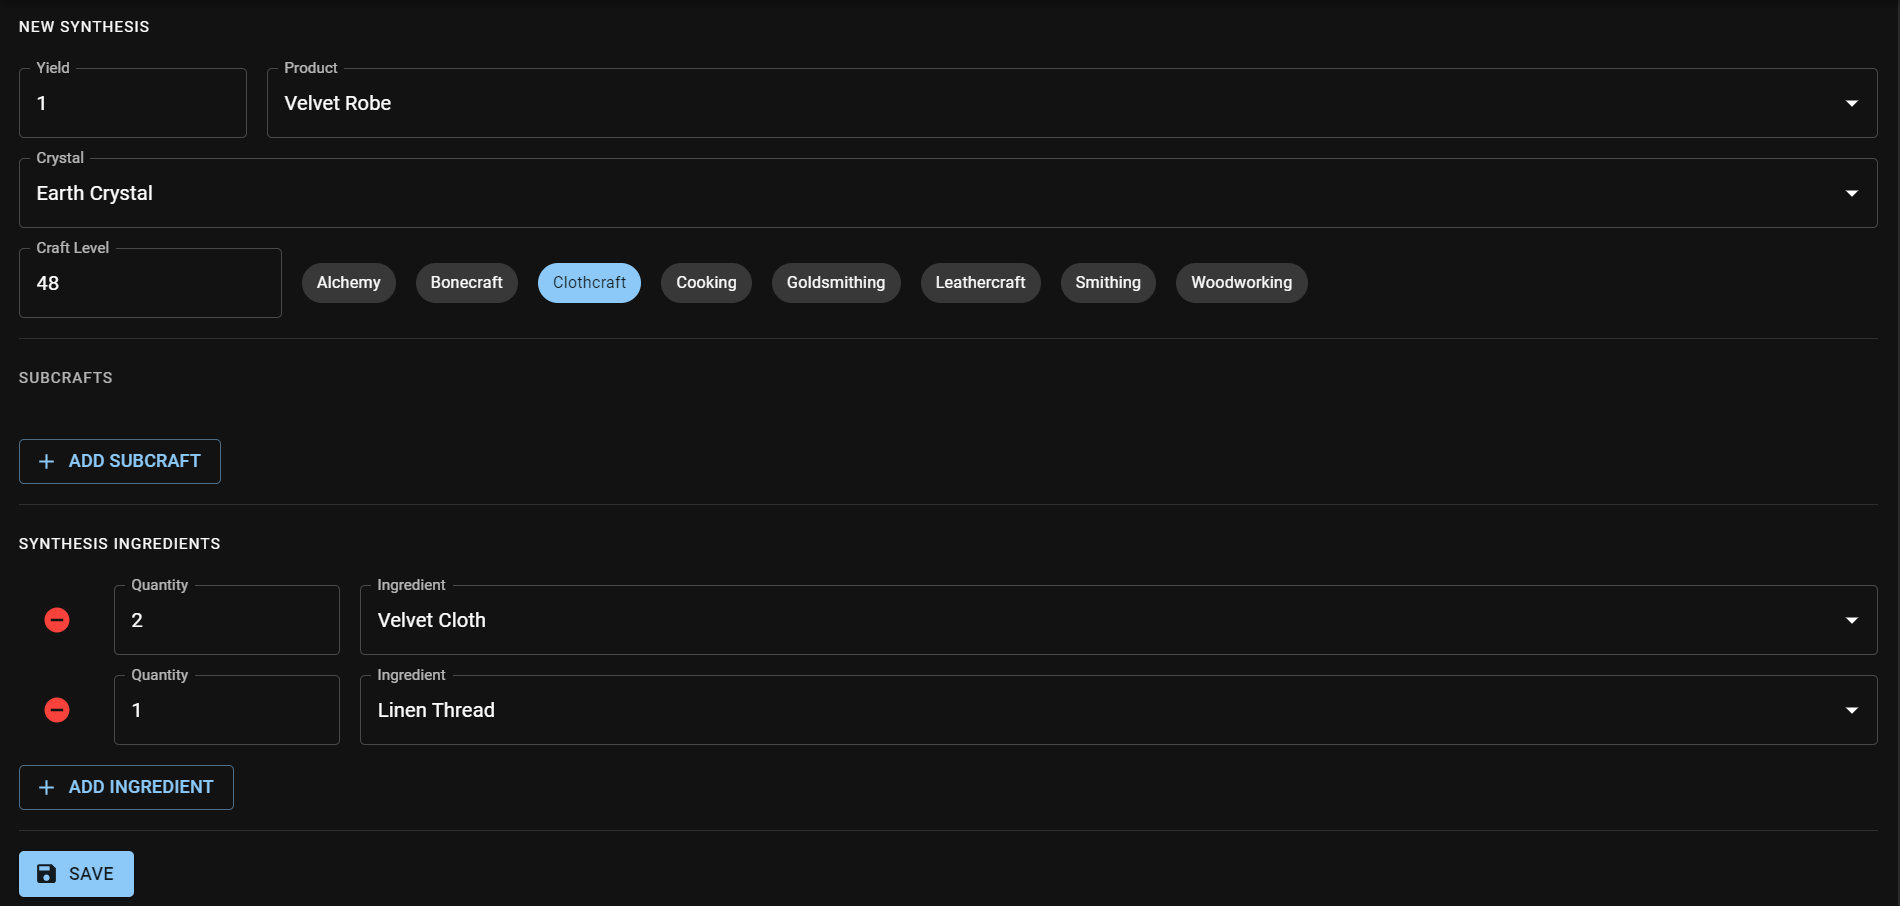 NEW SYNTHESIS
Yield
1
Product
Velvet Robe
Crystal
Earth Crystal
Craft Level
48
Alchemy Bonecraft Clothcraft Cooking Goldsmithing Leathercraft Smithing Woodworking
SUBCRAFTS
+ ADD SUBCRAFT
SYNTHESIS INGREDIENTS
Quantity
2
Ingredient
Velvet Cloth
Quantity
1
Ingredient
Linen Thread
+ ADD INGREDIENT
SAVE